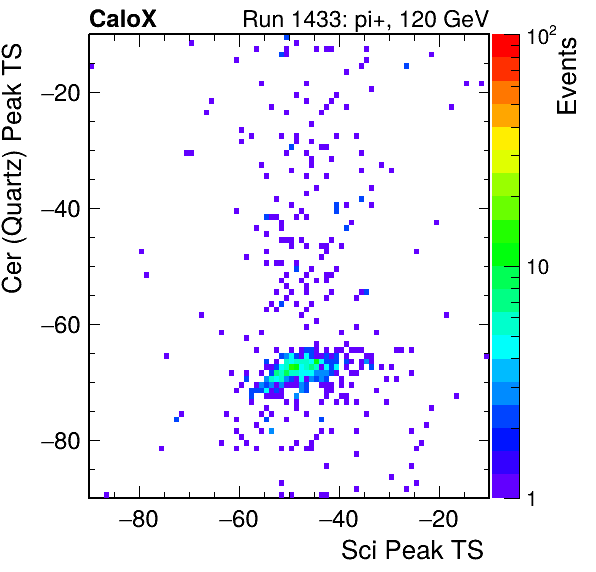 CaloX Run 1433: pi+, 120 GeV
Cer (Quartz) Peak TS
−20
−40
−60
−80
−80 −60 −40 −20
Sci Peak TS
10²
10
1
Events